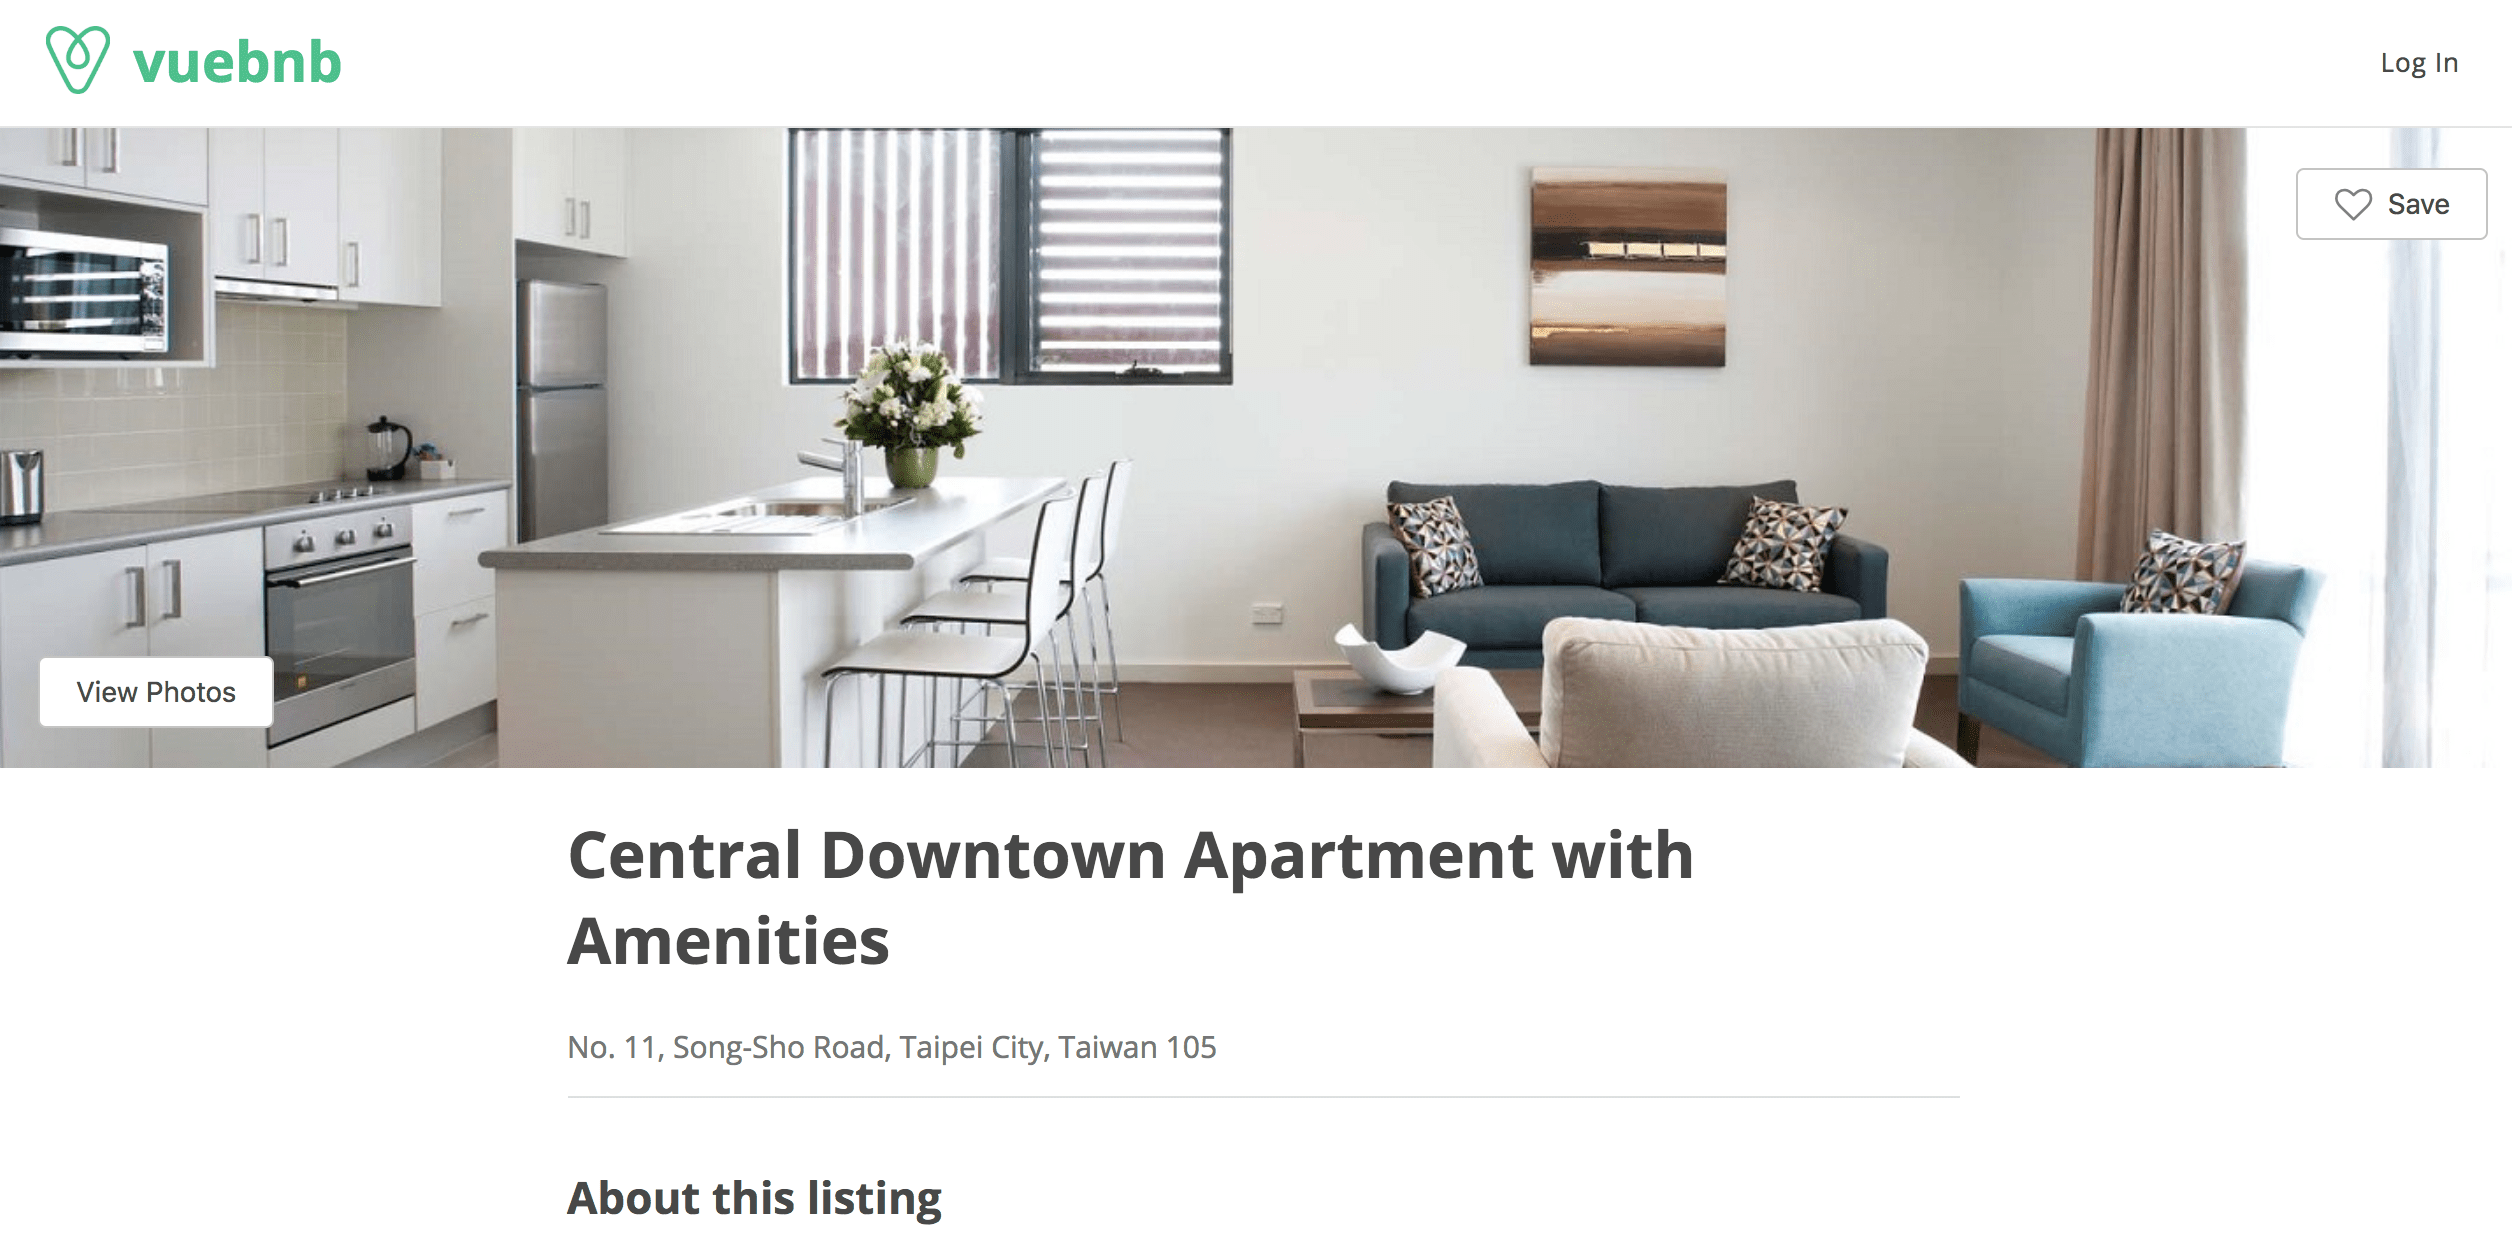 vuebnb
Log In
Save
View Photos
Central Downtown Apartment with
Amenities
No. 11, Song-Sho Road, Taipei City, Taiwan 105
About this listing